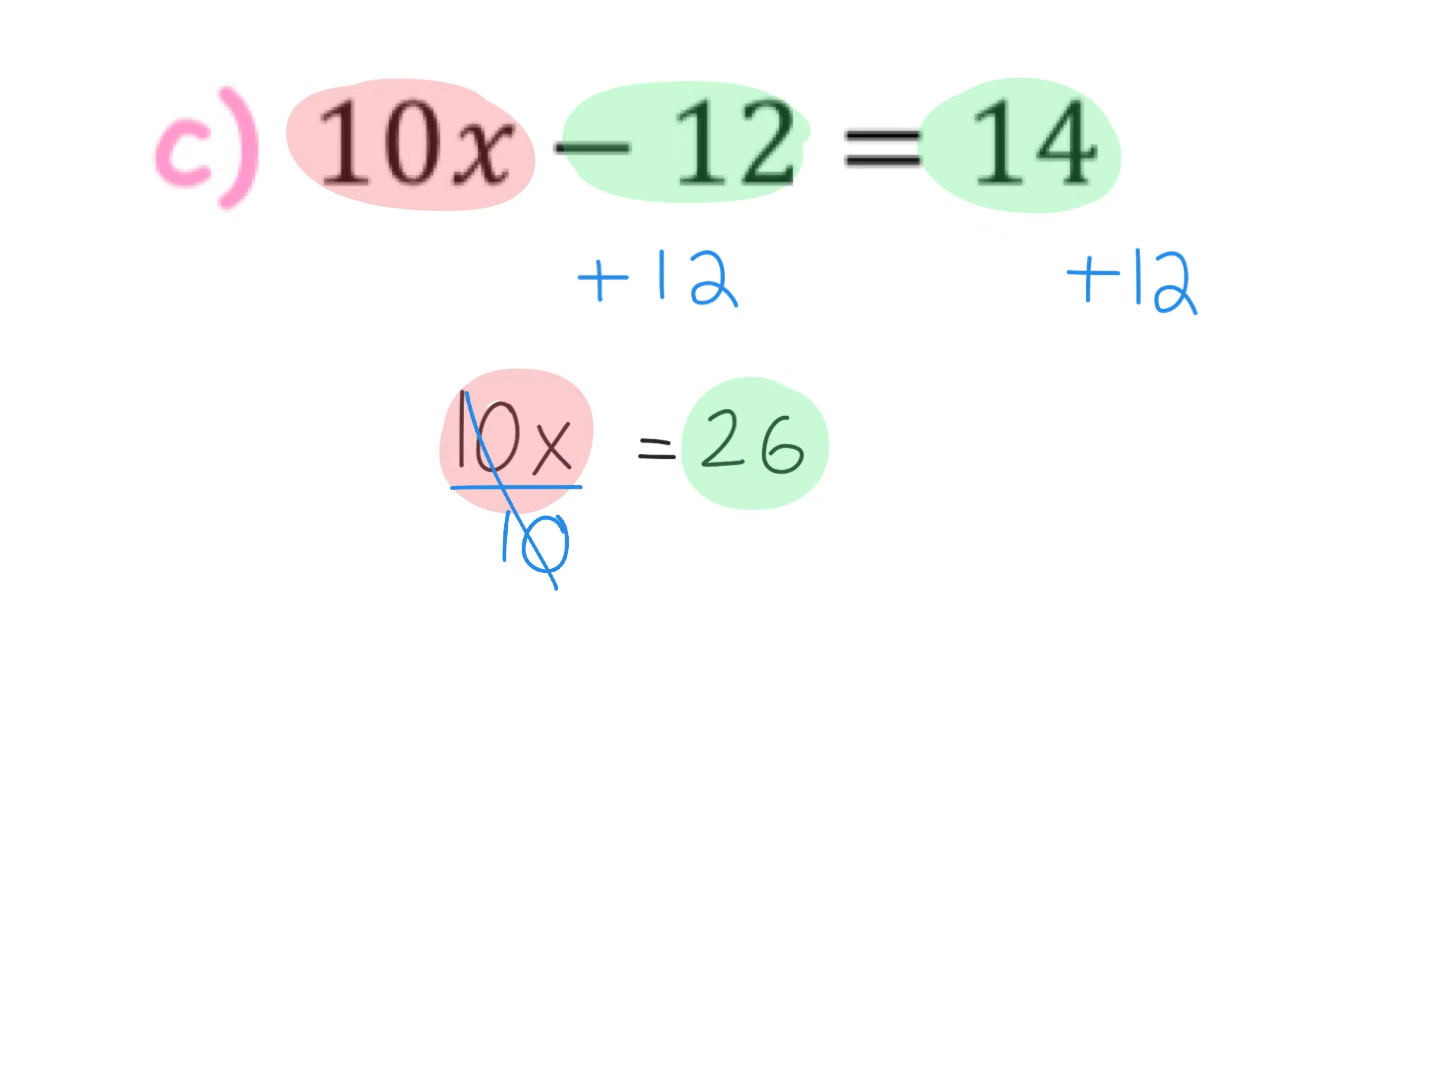 c) 10x − 12 = 14
+12 +12
10x = 26
10